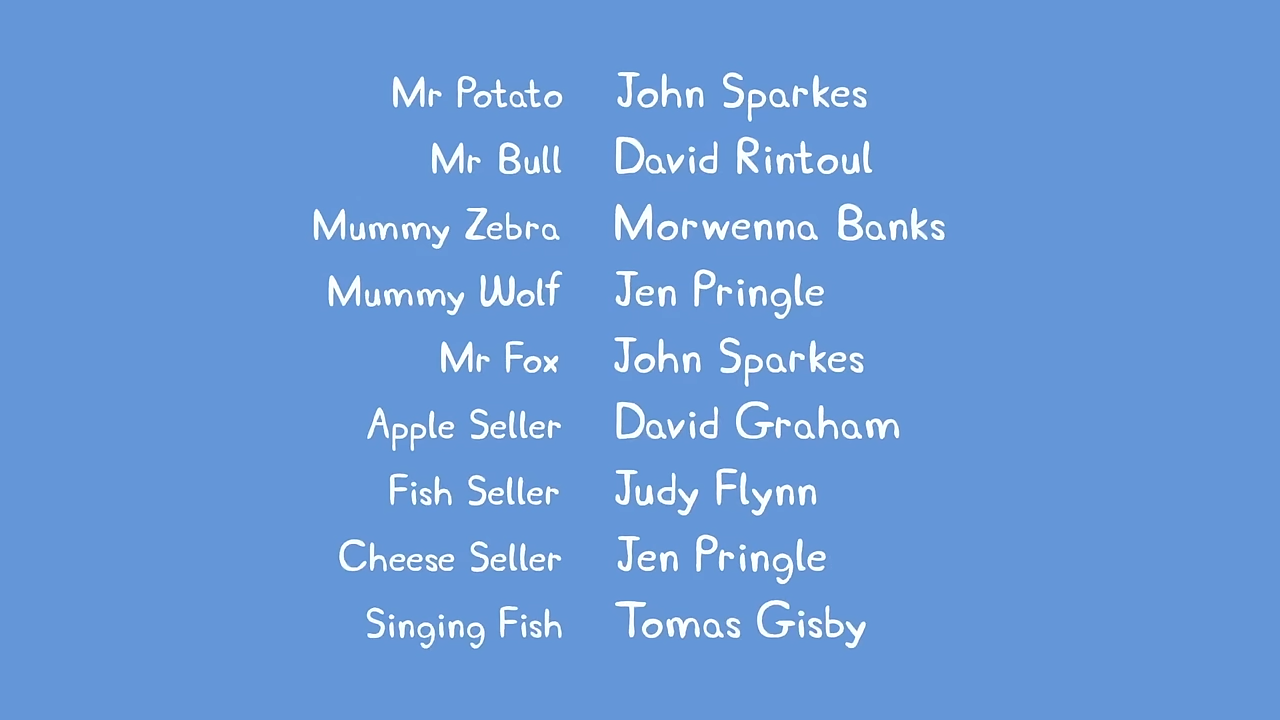 Mr Potato John Sparkes
Mr Bull David Rintoul
Mummy Zebra Morwenna Banks
Mummy Wolf Jen Pringle
Mr Fox John Sparkes
Apple Seller David Graham
Fish Seller Judy Flynn
Cheese Seller Jen Pringle
Singing Fish Tomas Gisby